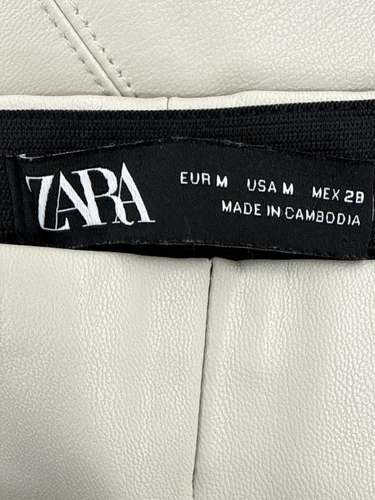 ZARA
EUR M USA M MEX 28
MADE IN CAMBODIA